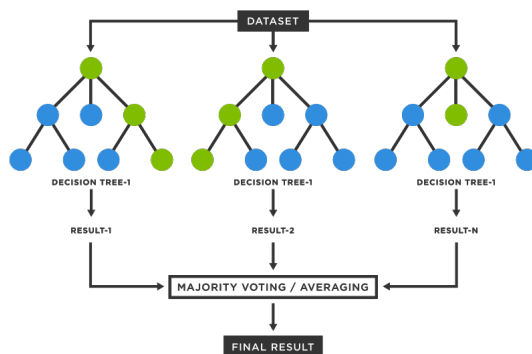 DATASET
DECISION TREE-1
DECISION TREE-1
DECISION TREE-1
RESULT-1
RESULT-2
RESULT-N
MAJORITY VOTING / AVERAGING
FINAL RESULT